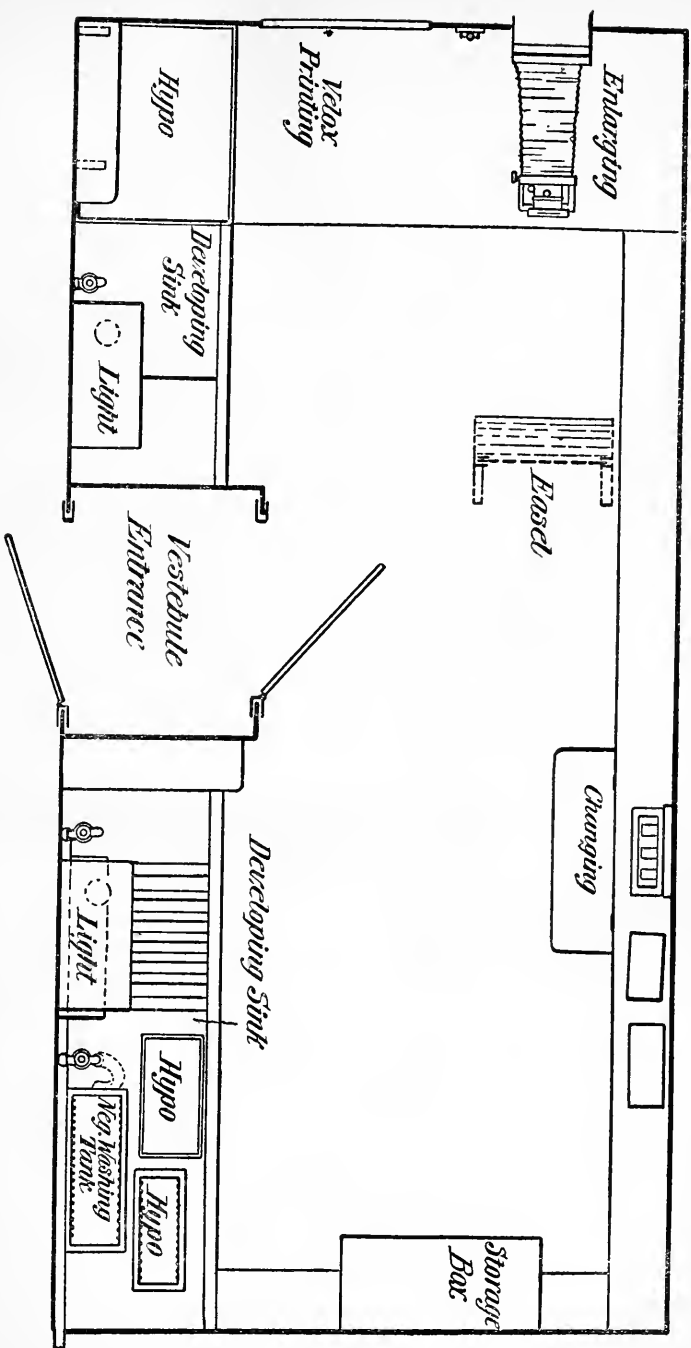 Enlarging
Changing
Easel
Storage
Box
Velox
Printing
Developing Sink
Hypo
Developing
Sink
Light
Vestebule
Entrance
Light
Hypo
Hypo
Neg. Washing
Tank